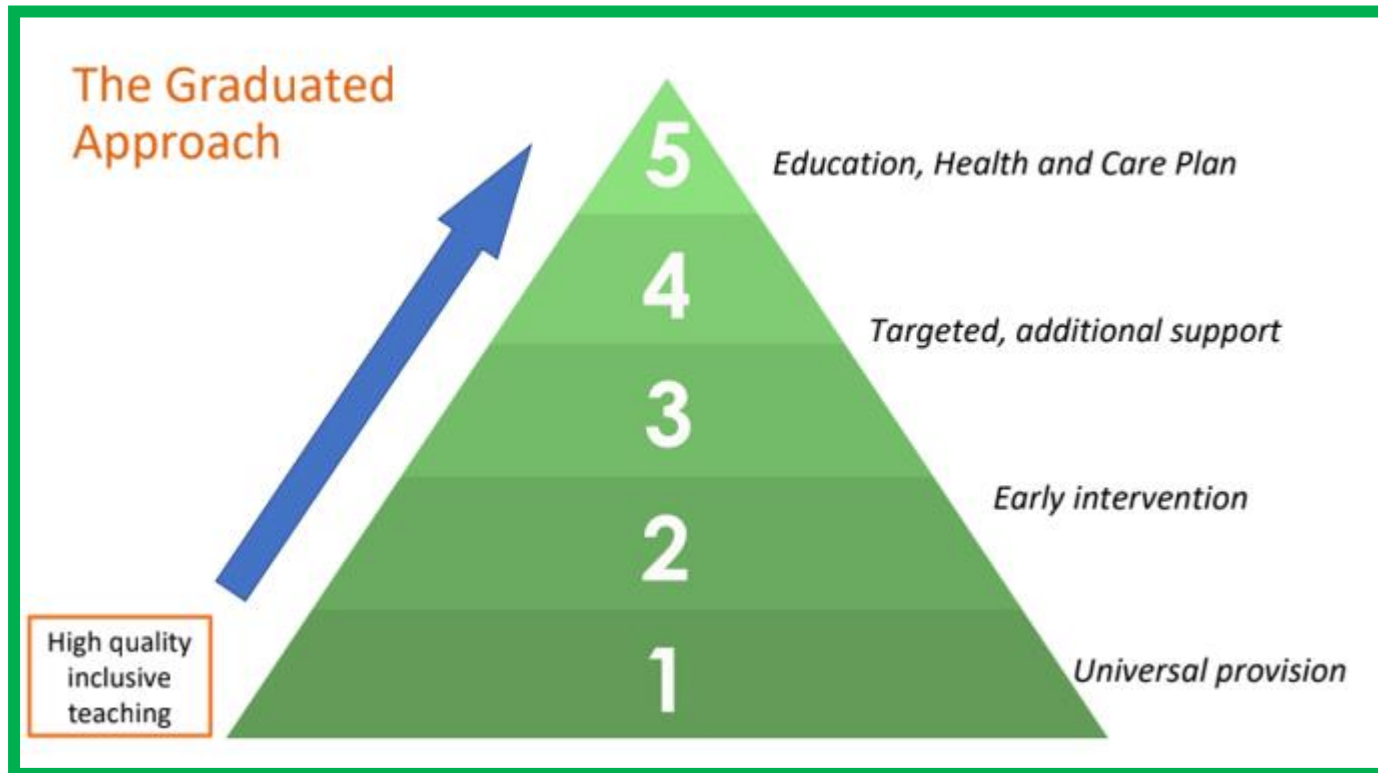 The Graduated
Approach
5
Education, Health and Care Plan
4
Targeted, additional support
3
Early intervention
2
1
Universal provision
High quality
inclusive
teaching